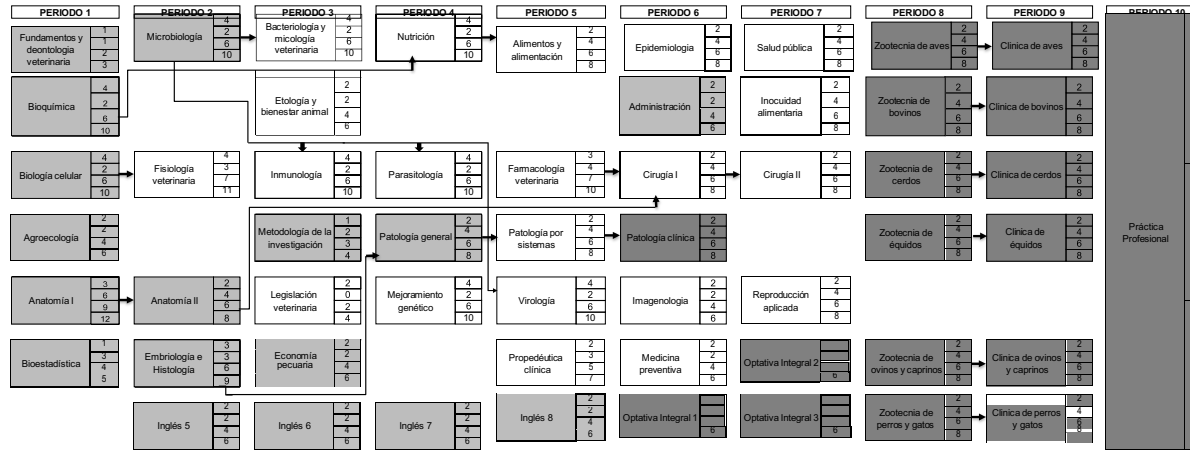 PERIODO 1 PERIODO 2 PERIODO 3 PERIODO 4 PERIODO 5 PERIODO 6 PERIODO 7 PERIODO 8 PERIODO 9 PERIODO 10
Fundamentos y
deontologia
veterinaria
1
1
2
3
Microbiología
4
2
6
10
Bacteriología y
micología
veterinaria
4
2
6
10
Nutrición
4
2
6
10
Alimentos y
alimentación
2
4
6
8
Epidemiologia
2
4
6
8
Salud pública
2
4
6
8
Zootecnia de aves
2
4
6
8
Clinica de aves
2
4
6
8
Bioquímica
4
2
6
10
Etología y
bienestar animal
2
2
4
6
Administración
2
2
4
6
Inocuidad
alimentaria
2
4
6
8
Zootecnia de
bovinos
2
4
6
8
Clinica de bovinos
2
4
6
8
Biología celular
4
2
6
10
Fisiología
veterinaria
4
3
7
11
Inmunología
4
2
6
10
Parasitología
4
2
6
10
Farmacología
veterinaria
3
4
7
10
Cirugía I
2
4
6
8
Cirugía II
2
4
6
8
Zootecnia de
cerdos
2
4
6
8
Clínica de cerdos
2
4
6
8
Agroecología
2
2
4
6
Metodología de la
investigación
1
2
3
4
Patología general
2
4
6
8
Patología por
sistemas
2
4
6
8
Patología clínica
2
4
6
8
Zootecnia de
équidos
2
4
6
8
Clínica de
équidos
2
4
6
8
Práctica
Profesional
Anatomía I
3
6
9
12
Anatomía II
2
4
6
8
Legislación
veterinaria
2
0
2
4
Mejoramiento
genético
4
2
6
10
Virología
4
2
6
10
Imagenologia
2
2
4
6
Reproducción
aplicada
2
4
6
8
Bioestadística
1
3
4
5
Embriología e
Histología
3
3
6
9
Economía
pecuaria
2
2
4
6
Propedéutica
clínica
2
3
5
7
Medicina
preventiva
2
2
4
6
Optativa Integral 2
6
Zootecnia de
ovinos y caprinos
2
4
6
8
Clinica de ovinos
y caprinos
2
4
6
8
Inglés 5
2
2
4
6
Inglés 6
2
2
4
6
Inglés 7
2
2
4
6
Inglés 8
2
2
4
6
Optativa Integral 1
6
Optativa Integral 3
6
Zootecnia de
perros y gatos
2
4
6
8
Clinica de perros
y gatos
2
4
6
8